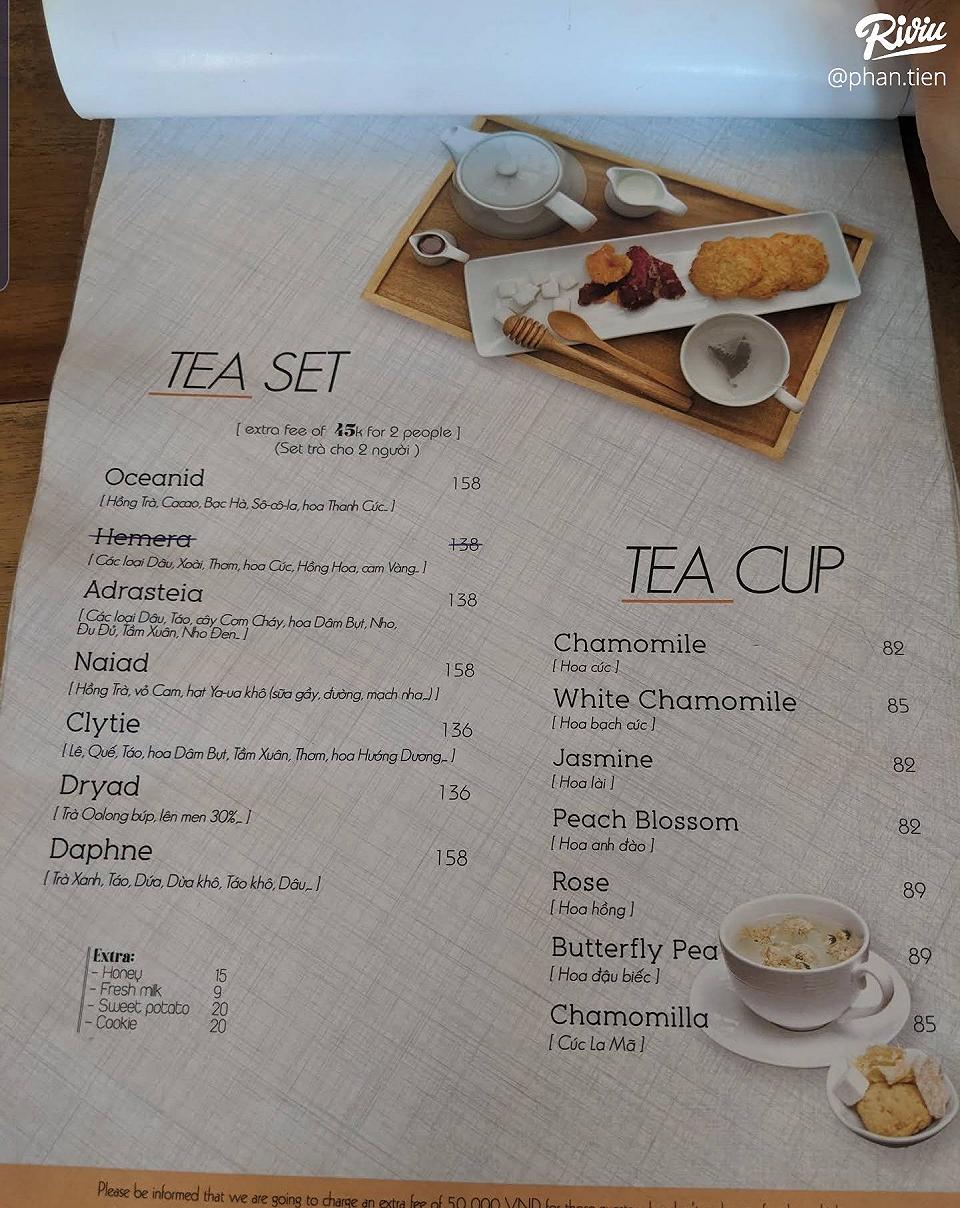 Riviu
@phan.tien
TEA SET
[ extra fee of 45k for 2 people ]
(Set trà cho 2 người )
Oceanid 158
[ Hồng Trà, Cacao, Bạc Hà, Sô-cô-la, hoa Thanh Cúc... ]
Hemera 138
[ Các loại Dâu, Xoài, Thơm, hoa Cúc, Hồng Hoa, cam Vàng... ]
Adrasteia 138
[ Các loại Dâu, Táo, cây Cơm Cháy, hoa Dâm Bụt, Nho,
Đu Đủ, Tầm Xuân, Nho Đen... ]
Naiad 158
[ Hồng Trà, vỏ Cam, hạt Ya-ua khô (sữa gầy, đường, mạch nha...) ]
Clytie 136
[ Lê, Quế, Táo, hoa Dâm Bụt, Tầm Xuân, Thơm, hoa Hướng Dương... ]
Dryad 136
[ Trà Oolong búp, lên men 30%... ]
Daphne 158
[ Trà Xanh, Táo, Dứa, Dừa khô, Táo khô, Dâu... ]
Extra:
- Honey 15
- Fresh milk 9
- Sweet potato 20
- Cookie 20
TEA CUP
Chamomile 82
[ Hoa cúc ]
White Chamomile 85
[ Hoa bạch cúc ]
Jasmine 82
[ Hoa lài ]
Peach Blossom 82
[ Hoa anh đào ]
Rose 89
[ Hoa hồng ]
Butterfly Pea 89
[ Hoa đậu biếc ]
Chamomilla 85
[ Cúc La Mã ]
Please be informed that we are going to charge an extra fee of 50.000 VND for those